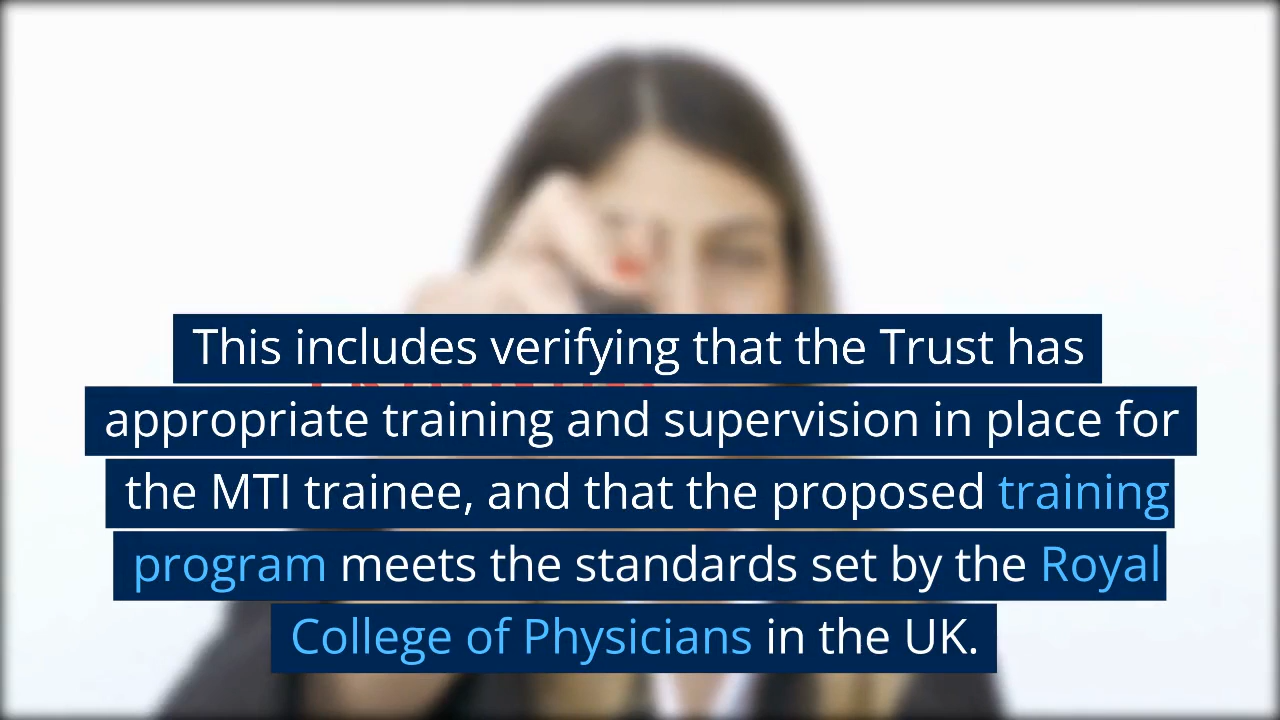 This includes verifying that the Trust has
appropriate training and supervision in place for
the MTI trainee, and that the proposed training
program meets the standards set by the Royal
College of Physicians in the UK.